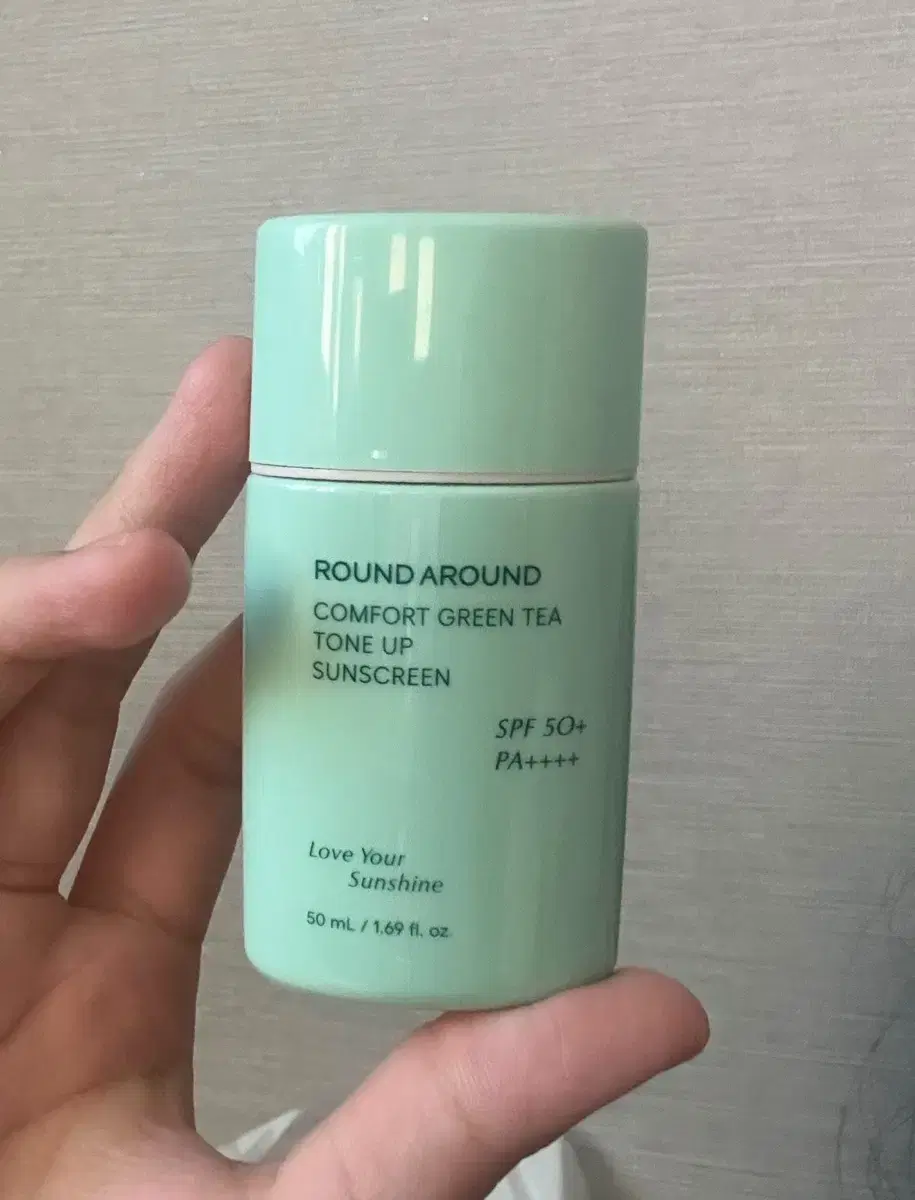 ROUND AROUND
COMFORT GREEN TEA
TONE UP
SUNSCREEN
SPF 50+
PA++++
Love Your
Sunshine
50 mL / 1.69 fl. oz.